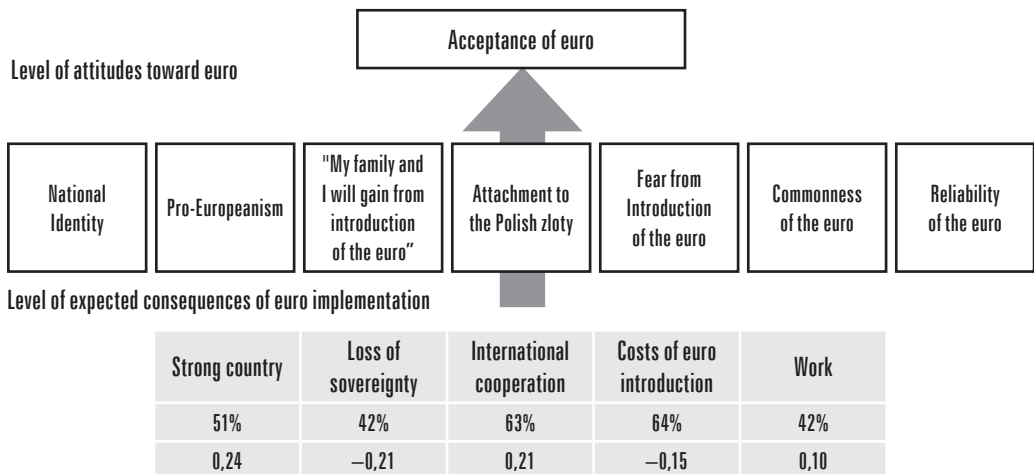 Acceptance of euro
Level of attitudes toward euro
National
Identity
Pro-Europeanism
"My family and
I will gain from
introduction
of the euro”
Attachment to
the Polish zloty
Fear from
Introduction
of the euro
Commonness
of the euro
Reliability
of the euro
Level of expected consequences of euro implementation
Strong country
Loss of
sovereignty
International
cooperation
Costs of euro
introduction
Work
51% 42% 63% 64% 42%
0,24 –0,21 0,21 –0,15 0,10